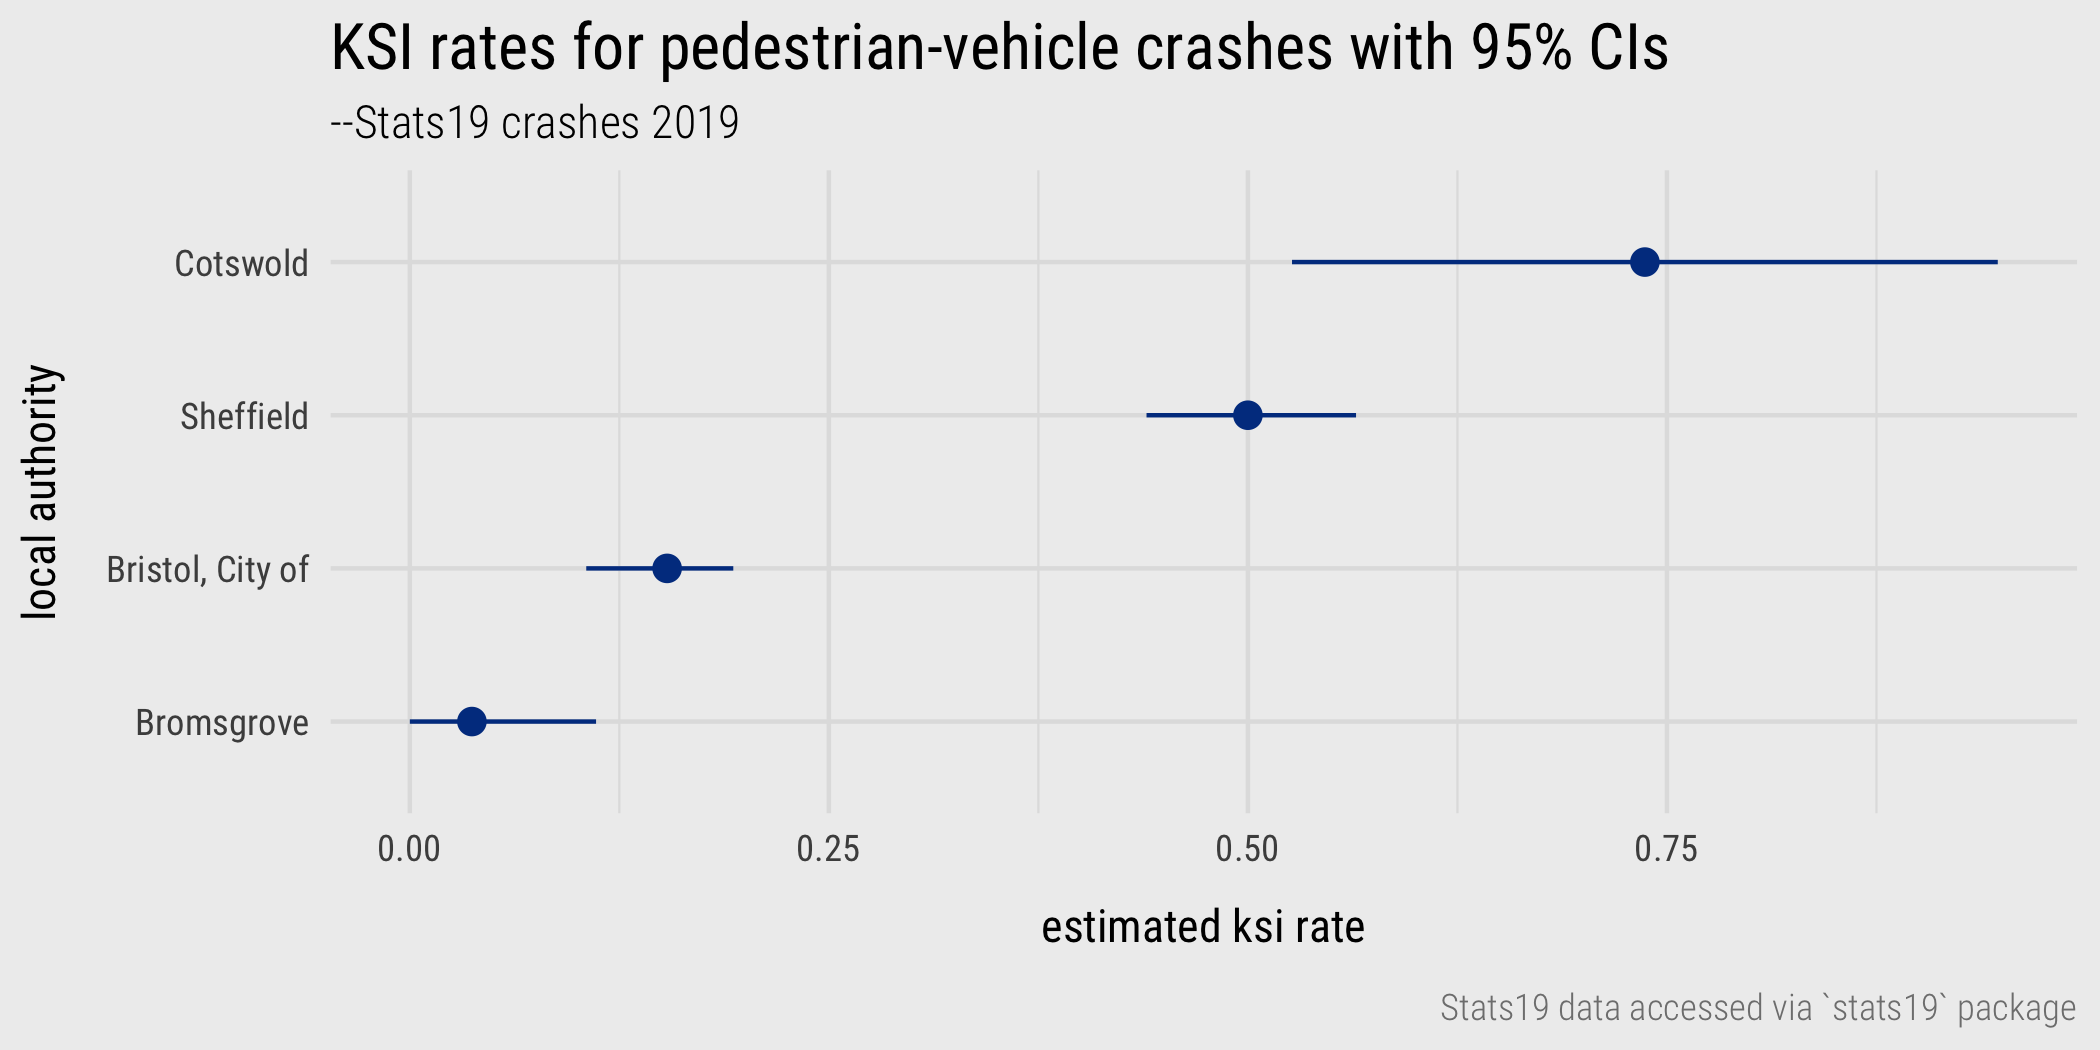 KSI rates for pedestrian-vehicle crashes with 95% CIs
--Stats19 crashes 2019
local authority
Cotswold
Sheffield
Bristol, City of
Bromsgrove
0.00 0.25 0.50 0.75
estimated ksi rate
Stats19 data accessed via `stats19` package